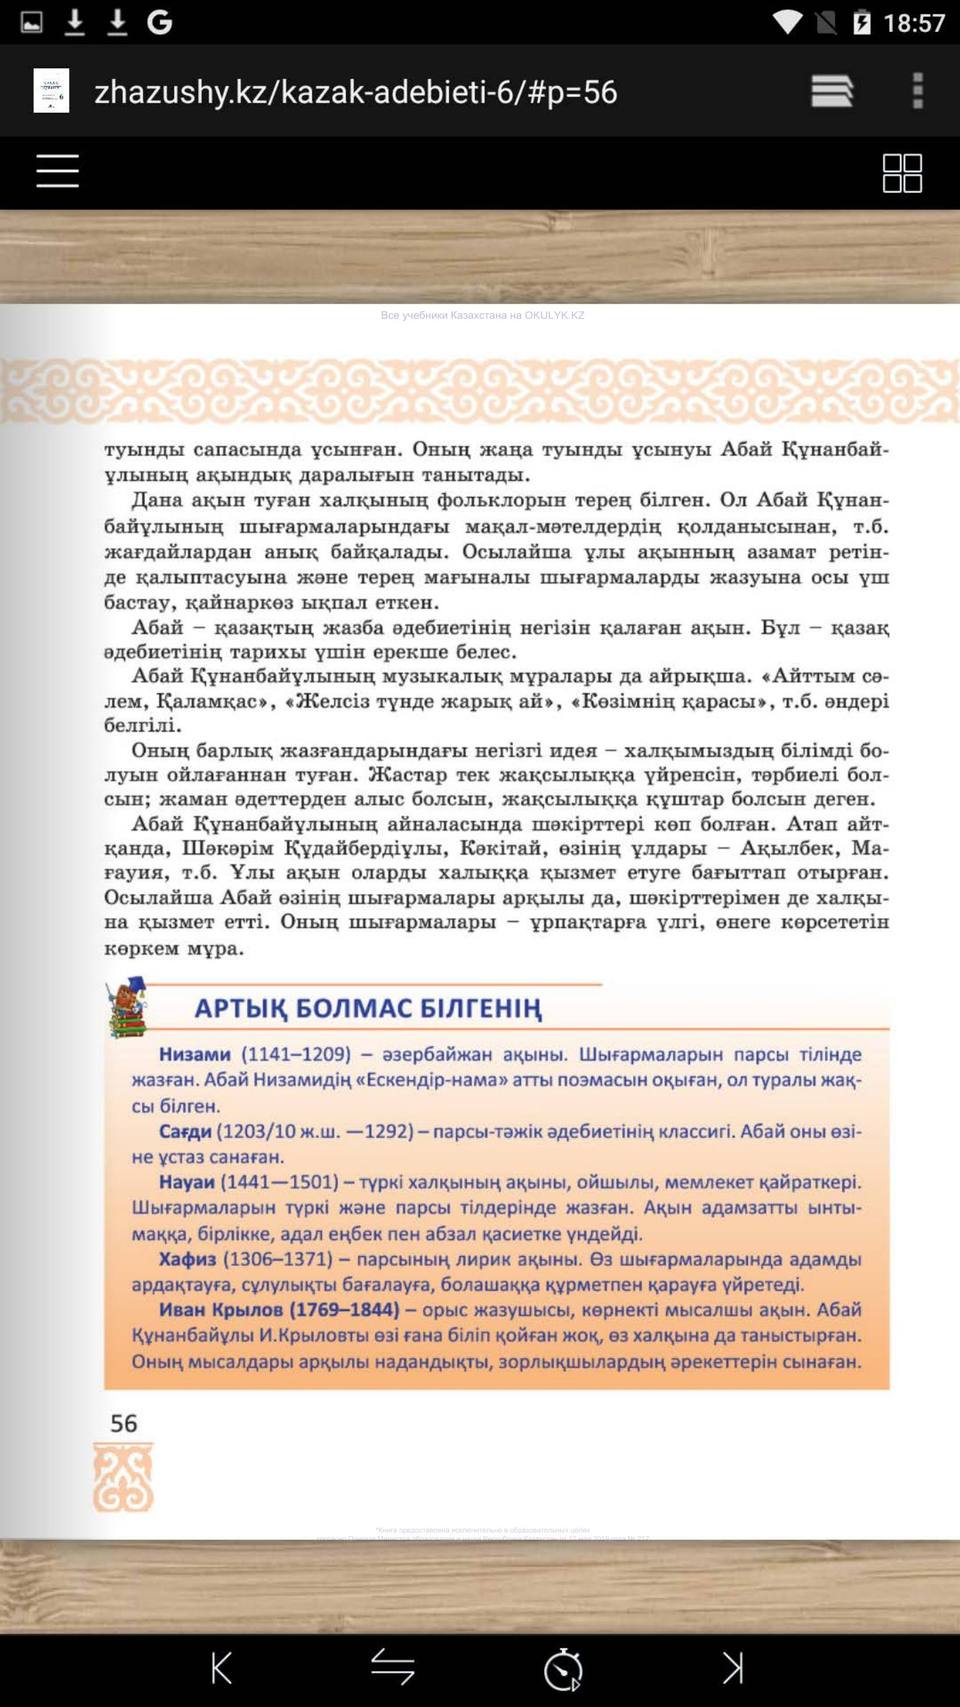 18:57
zhazushy.kz/kazak-adebieti-6/#p=56
Все учебники Казахстана на OKULYK.KZ
туынды сапасында ұсынған. Оның жаңа туынды ұсынуы Абай Құнанбай-
ұлының ақындық даралығын танытады.
Дана ақын туған халқының фольклорын терең білген. Ол Абай Құнан-
байұлының шығармаларындағы мақал-мәтелдердің қолданысынан, т.б.
жағдайлардан анық байқалады. Осылайша ұлы ақынның азамат ретін-
де қалыптасуына және терең мағыналы шығармаларды жазуына осы үш
бастау, қайнаркөз ықпал еткен.
Абай – қазақтың жазба әдебиетінің негізін қалаған ақын. Бұл – қазақ
әдебиетінің тарихы үшін ерекше белес.
Абай Құнанбайұлының музыкалық мұралары да айрықша. «Айттым сә-
лем, Қаламқас», «Желсіз түнде жарық ай», «Көзімнің қарасы», т.б. әндері
белгілі.
Оның барлық жазғандарындағы негізгі идея – халқымыздың білімді бо-
луын ойлағаннан туған. Жастар тек жақсылыққа үйренсін, тәрбиелі бол-
сын; жаман әдеттерден алыс болсын, жақсылыққа құштар болсын деген.
Абай Құнанбайұлының айналасында шәкірттері көп болған. Атап айт-
қанда, Шәкәрім Құдайбердіұлы, Көкітай, өзінің ұлдары – Ақылбек, Ма-
ғауия, т.б. Ұлы ақын оларды халыққа қызмет етуге бағыттап отырған.
Осылайша Абай өзінің шығармалары арқылы да, шәкірттерімен де халқы-
на қызмет етті. Оның шығармалары – ұрпақтарға үлгі, өнеге көрсететін
көркем мұра.
АРТЫҚ БОЛМАС БІЛГЕНІҢ
Низами (1141–1209) – әзербайжан ақыны. Шығармаларын парсы тілінде
жазған. Абай Низамидің «Ескендір-нама» атты поэмасын оқыған, ол туралы жақ-
сы білген.
Сағди (1203/10 ж.ш. —1292) – парсы-тәжік әдебиетінің классигі. Абай оны өзі-
не ұстаз санаған.
Науаи (1441—1501) – түркі халқының ақыны, ойшылы, мемлекет қайраткері.
Шығармаларын түркі және парсы тілдерінде жазған. Ақын адамзатты ынты-
маққа, бірлікке, адал еңбек пен абзал қасиетке үндейді.
Хафиз (1306–1371) – парсының лирик ақыны. Өз шығармаларында адамды
ардақтауға, сұлулықты бағалауға, болашаққа құрметпен қарауға үйретеді.
Иван Крылов (1769–1844) – орыс жазушысы, көрнекті мысалшы ақын. Абай
Құнанбайұлы И.Крыловты өзі ғана біліп қойған жоқ, өз халқына да таныстырған.
Оның мысалдары арқылы надандықты, зорлықшылардың әрекеттерін сынаған.
56
*Книга предоставлена исключительно в образовательных целях